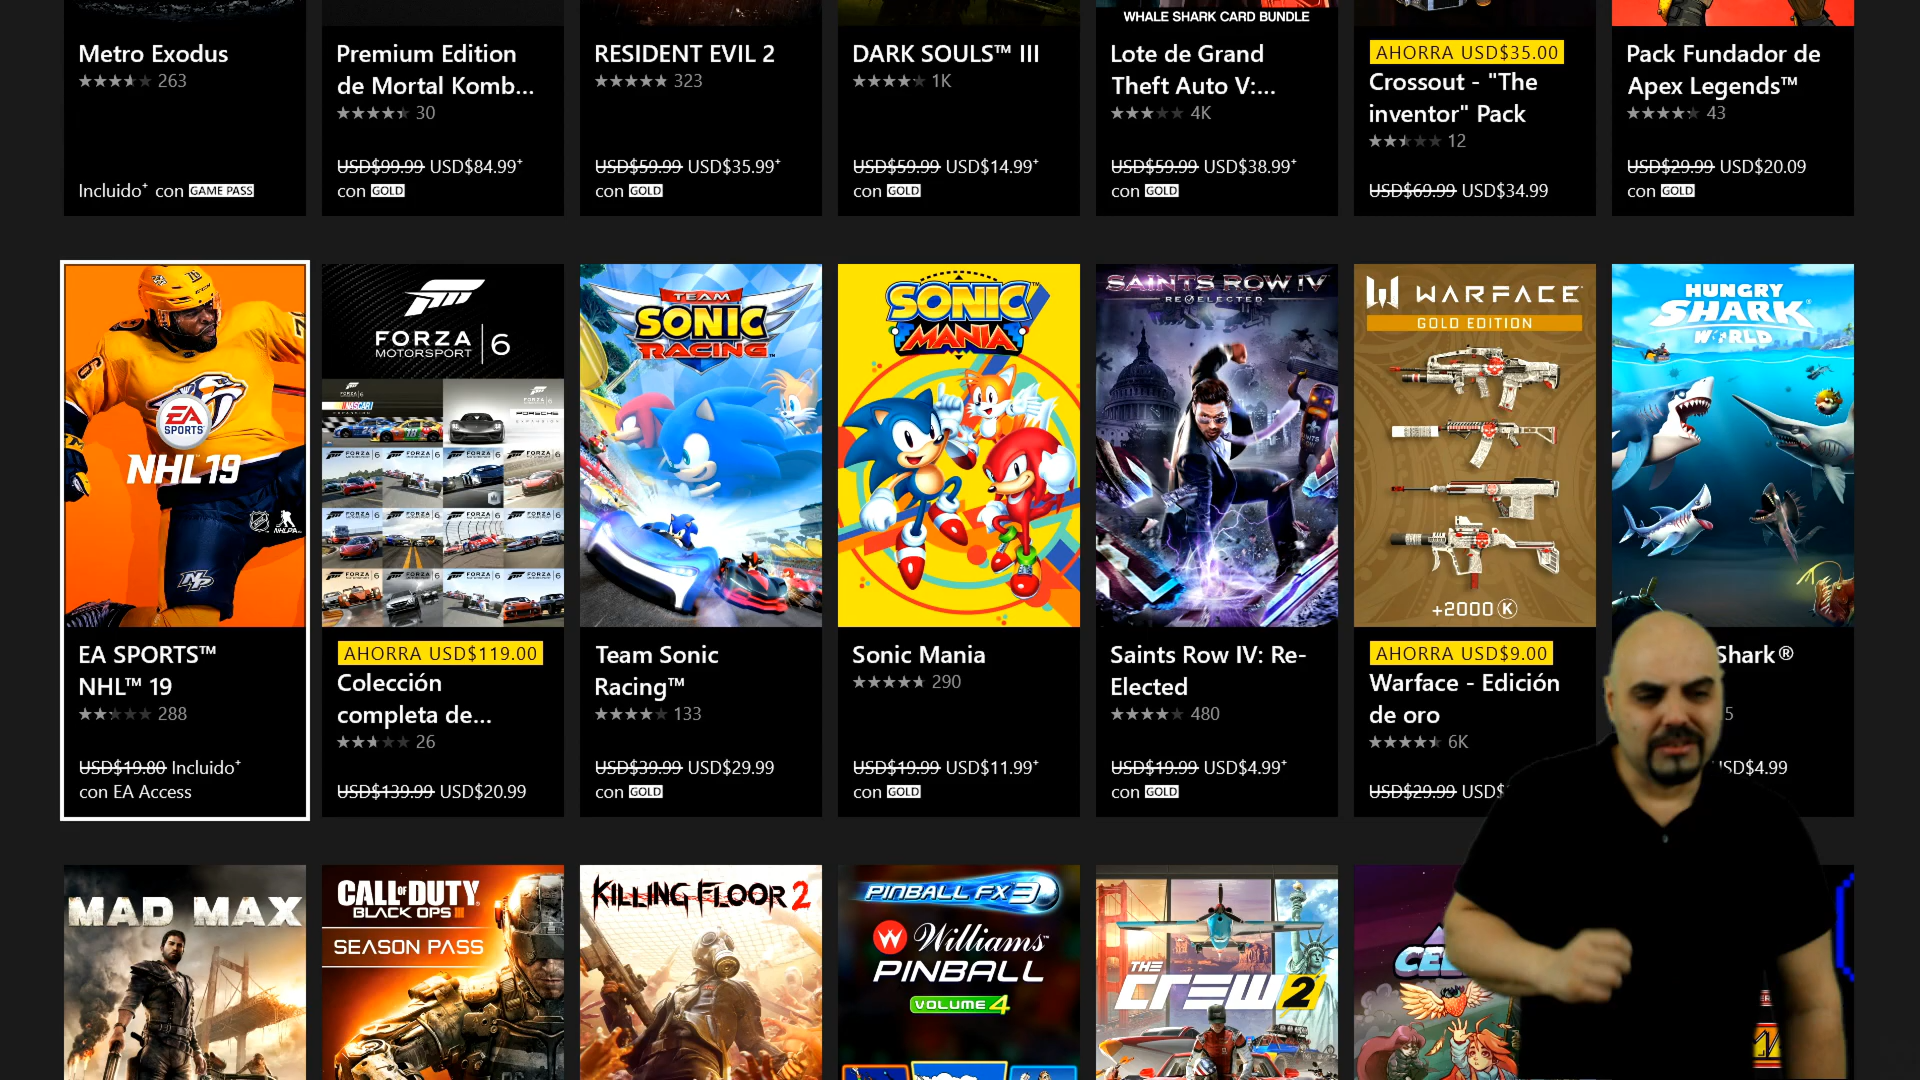 WHALE SHARK CARD BUNDLE
Metro Exodus
263
Incluido+ con GAME PASS
Premium Edition
de Mortal Komb...
30
USD$99.99 USD$84.99+
con GOLD
RESIDENT EVIL 2
323
USD$59.99 USD$35.99+
con GOLD
DARK SOULS™ III
1K
USD$59.99 USD$14.99+
con GOLD
Lote de Grand
Theft Auto V:...
4K
USD$59.99 USD$38.99+
con GOLD
AHORRA USD$35.00
Crossout - "The
inventor" Pack
12
USD$69.99 USD$34.99
Pack Fundador de
Apex Legends™
43
USD$29.99 USD$20.09
con GOLD
EA
SPORTS
NHL 19
EA SPORTS™
NHL™ 19
288
USD$19.80 Incluido+
con EA Access
FORZA
MOTORSPORT 6
AHORRA USD$119.00
Colección
completa de...
26
USD$139.99 USD$20.99
TEAM
SONIC
RACING™
Team Sonic
Racing™
133
USD$39.99 USD$29.99
con GOLD
SONIC
MANIA
Sonic Mania
290
USD$19.99 USD$11.99+
con GOLD
SAINTS ROW IV
RE-ELECTED
Saints Row IV: Re-
Elected
480
USD$19.99 USD$4.99+
con GOLD
WARFACE
GOLD EDITION
+2000 K
AHORRA USD$9.00
Warface - Edición
de oro
6K
USD$29.99 USD$
HUNGRY
SHARK®
WORLD
Shark®
5
USD$4.99
MAD MAX
CALL OF DUTY
BLACK OPS III
SEASON PASS
KILLING FLOOR 2
PINBALL FX3
Williams™
PINBALL
VOLUME 4
THE
CREW 2